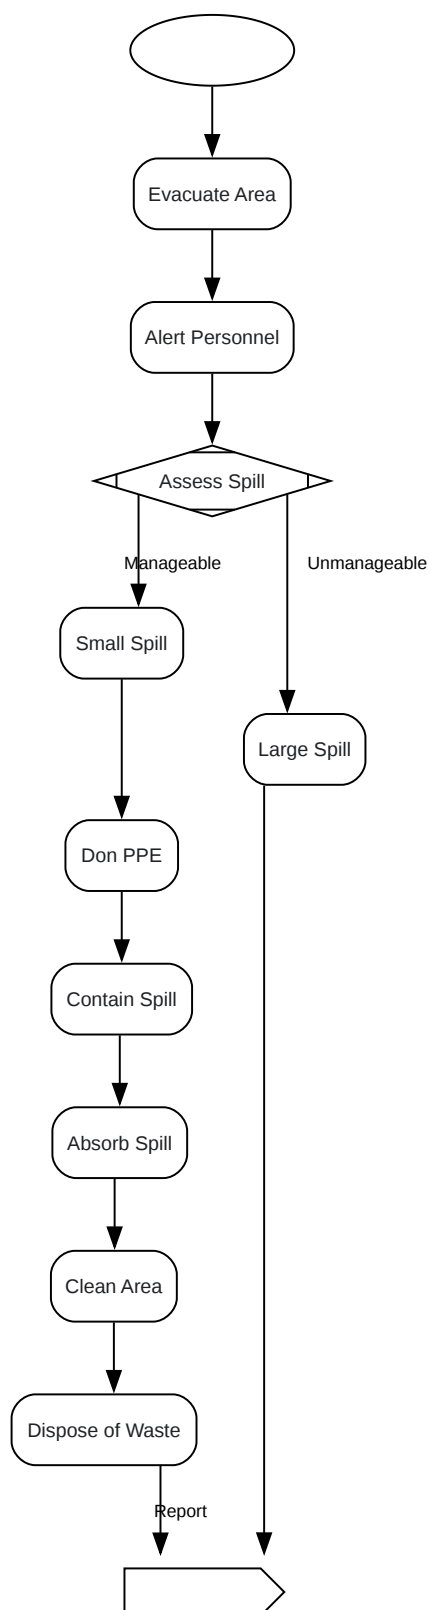 Evacuate Area
Alert Personnel
Assess Spill
Manageable
Unmanageable
Small Spill
Large Spill
Don PPE
Contain Spill
Absorb Spill
Clean Area
Dispose of Waste
Report